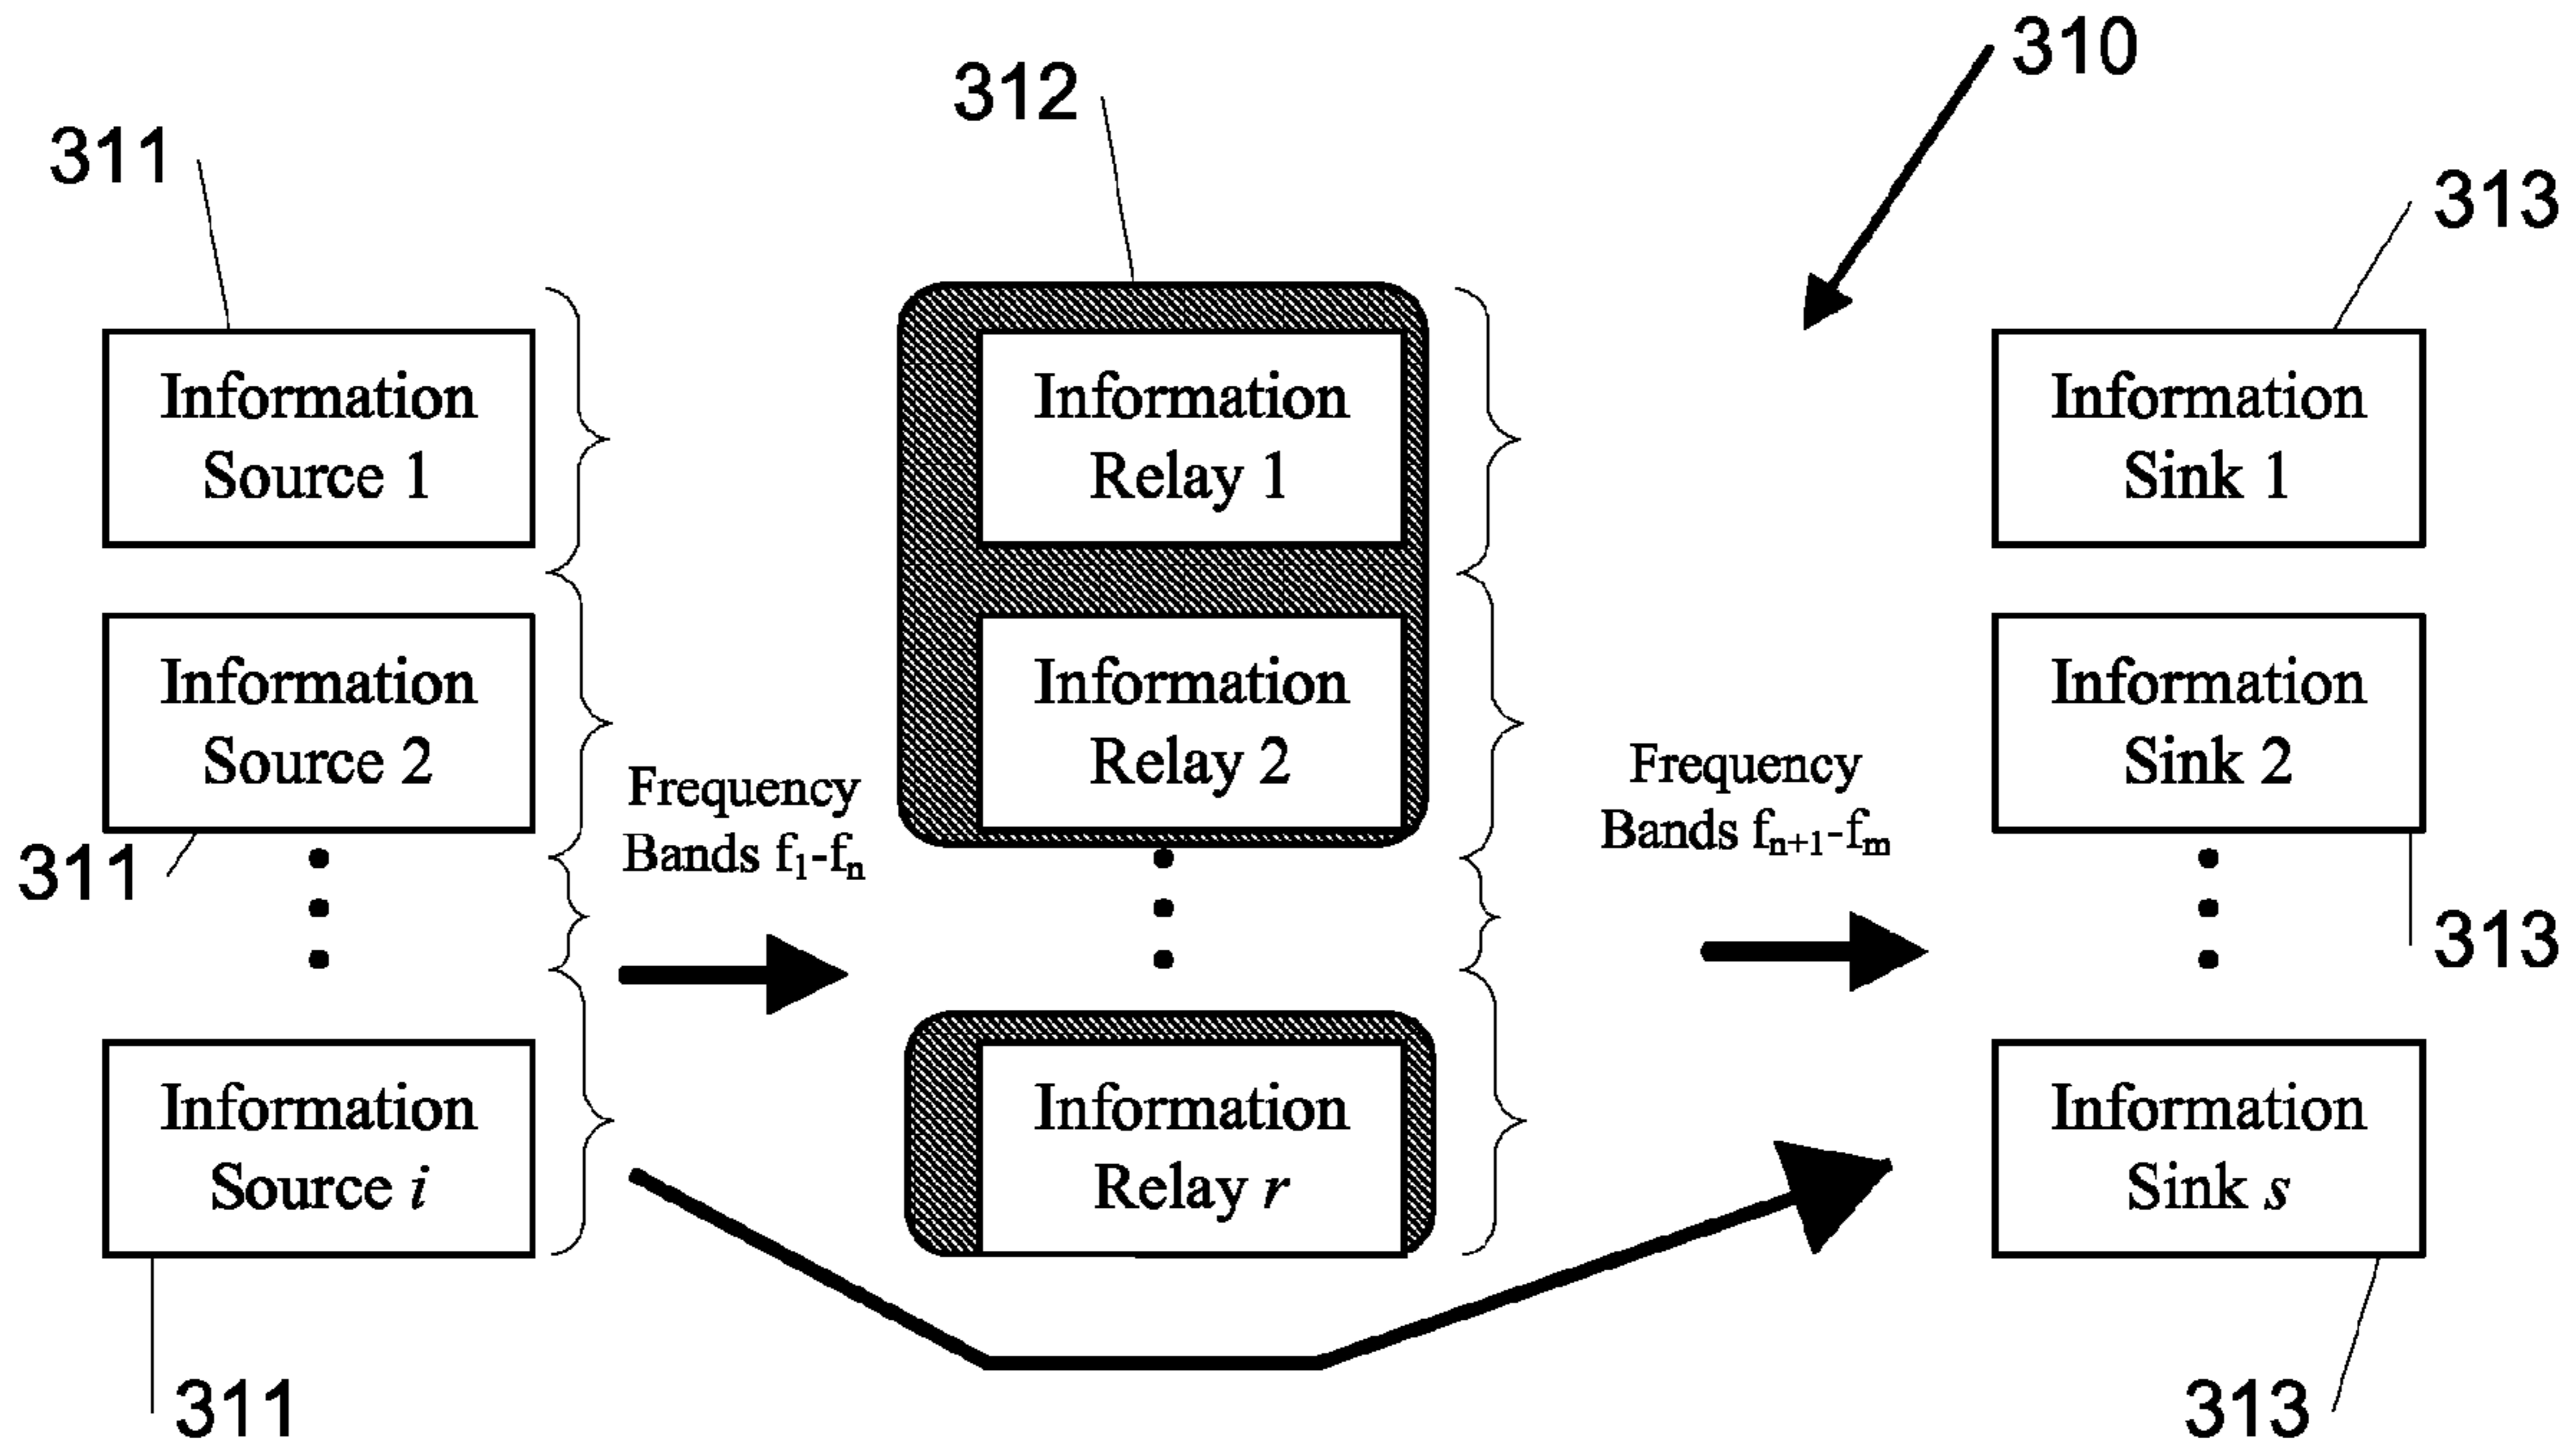 310
312
311
313
Information
Source 1
Information
Relay 1
Information
Sink 1
Information
Source 2
Information
Relay 2
Information
Sink 2
Frequency
Bands f1-fn
Frequency
Bands fn+1-fm
311
313
Information
Source i
Information
Relay r
Information
Sink s
311
313